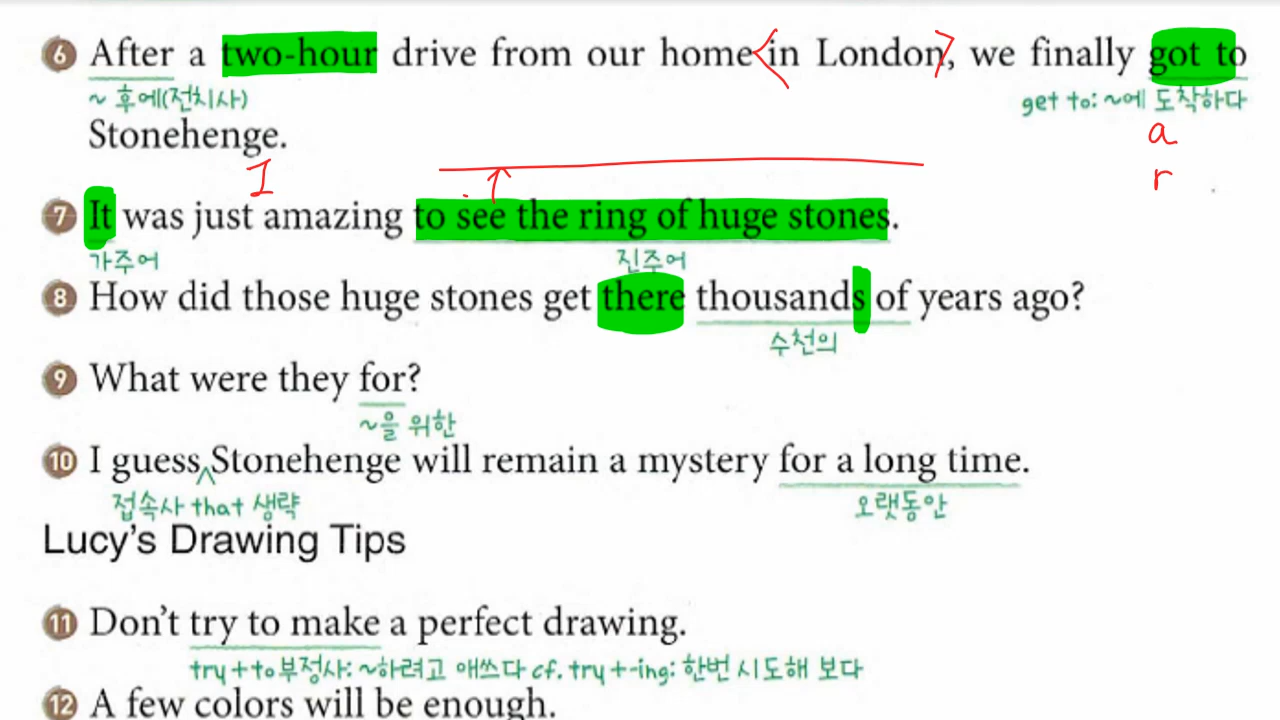 6 After a two-hour drive from our home in London, we finally got to
~ 후에(전치사) get to: ~에 도착하다
Stonehenge. a
I r
7 It was just amazing to see the ring of huge stones.
가주어 진주어
8 How did those huge stones get there thousands of years ago?
수천의
9 What were they for?
~을 위한
10 I guess Stonehenge will remain a mystery for a long time.
접속사 that 생략 오랫동안
Lucy's Drawing Tips
11 Don't try to make a perfect drawing.
try+to부정사: ~하려고 애쓰다 cf. try+-ing: 한번 시도해 보다
12 A few colors will be enough.